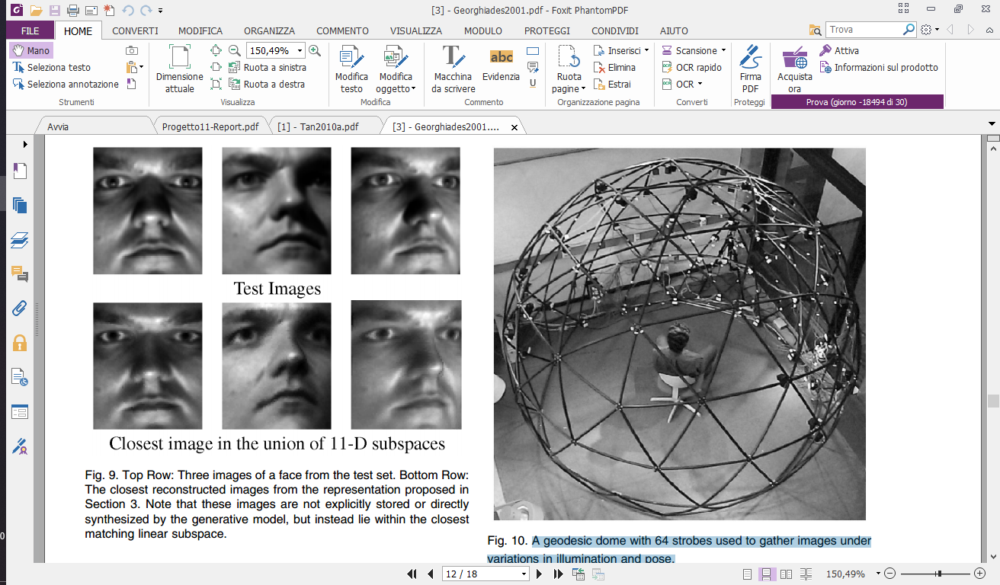 [3] - Georghiades2001.pdf - Foxit PhantomPDF
FILE HOME CONVERTI MODIFICA ORGANIZZA COMMENTO VISUALIZZA MODULO PROTEGGI CONDIVIDI AIUTO Trova
Mano
Seleziona testo
Seleziona annotazione
Strumenti
Dimensione
attuale
150,49%
Ruota a sinistra
Ruota a destra
Visualizza
Modifica
testo
Modifica
oggetto
Modifica
Macchina
da scrivere
abc
Evidenzia
U
Commento
Ruota
pagine
Inserisci
Elimina
Estrai
Organizzazione pagina
Scansione
OCR rapido
OCR
Converti
Firma
PDF
Proteggi
Acquista
ora
Attiva
Informazioni sul prodotto
Prova (giorno -18494 di 30)
Avvia
Progetto11-Report.pdf
[1] - Tan2010a.pdf
[3] - Georghiades2001....
Test Images
Closest image in the union of 11-D subspaces
Fig. 9. Top Row: Three images of a face from the test set. Bottom Row:
The closest reconstructed images from the representation proposed in
Section 3. Note that these images are not explicitly stored or directly
synthesized by the generative model, but instead lie within the closest
matching linear subspace.
Fig. 10. A geodesic dome with 64 strobes used to gather images under
variations in illumination and pose.
0
12 / 18
150,49%